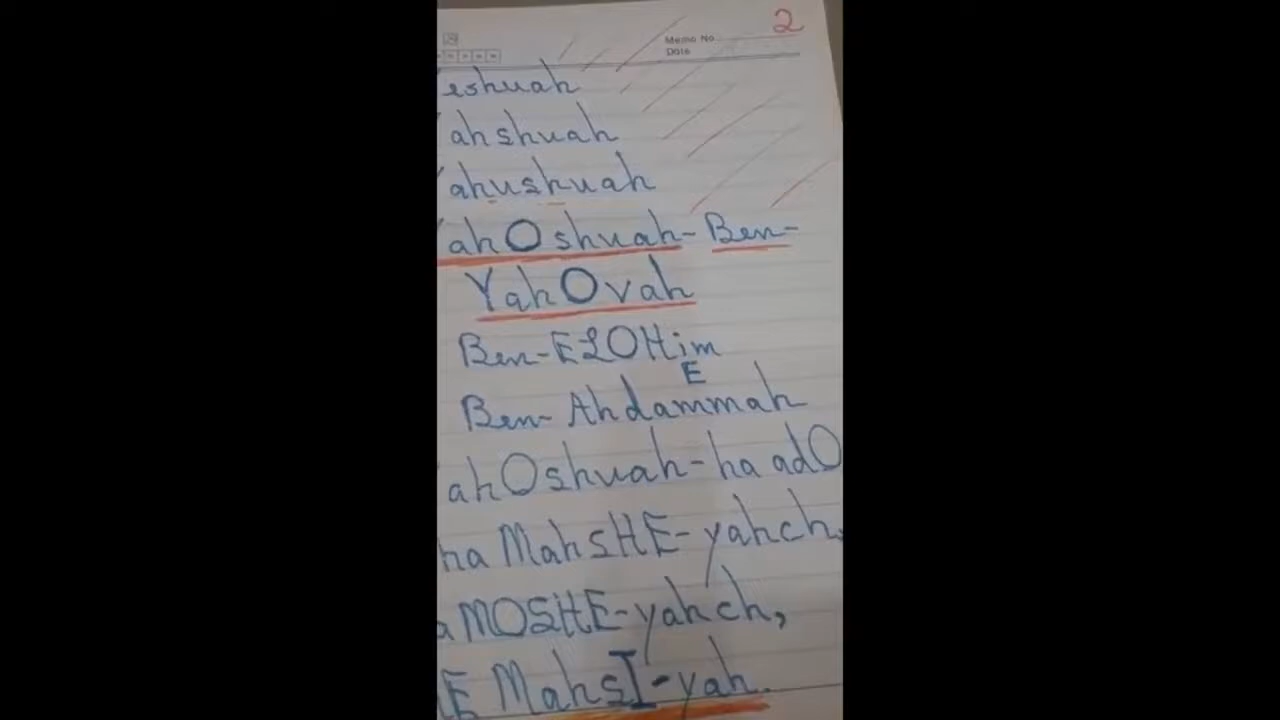 2
Memo No.
Date
eshuah
ahshuah
ahushuah
ahOshuah-Ben-
YahOvah
Ben-ELOHim
E
Ben-Ahdammah
ahOshuah-ha adO
ha MahsHE-yahch,
a MOSHE-yahch,
E MahsI-yah.